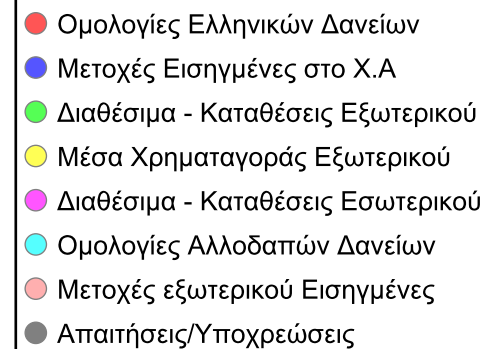 Ομολογίες Ελληνικών Δανείων
Μετοχές Εισηγμένες στο Χ.Α
Διαθέσιμα - Καταθέσεις Εξωτερικού
Μέσα Χρηματαγοράς Εξωτερικού
Διαθέσιμα - Καταθέσεις Εσωτερικού
Ομολογίες Αλλοδαπών Δανείων
Μετοχές εξωτερικού Εισηγμένες
Απαιτήσεις/Υποχρεώσεις